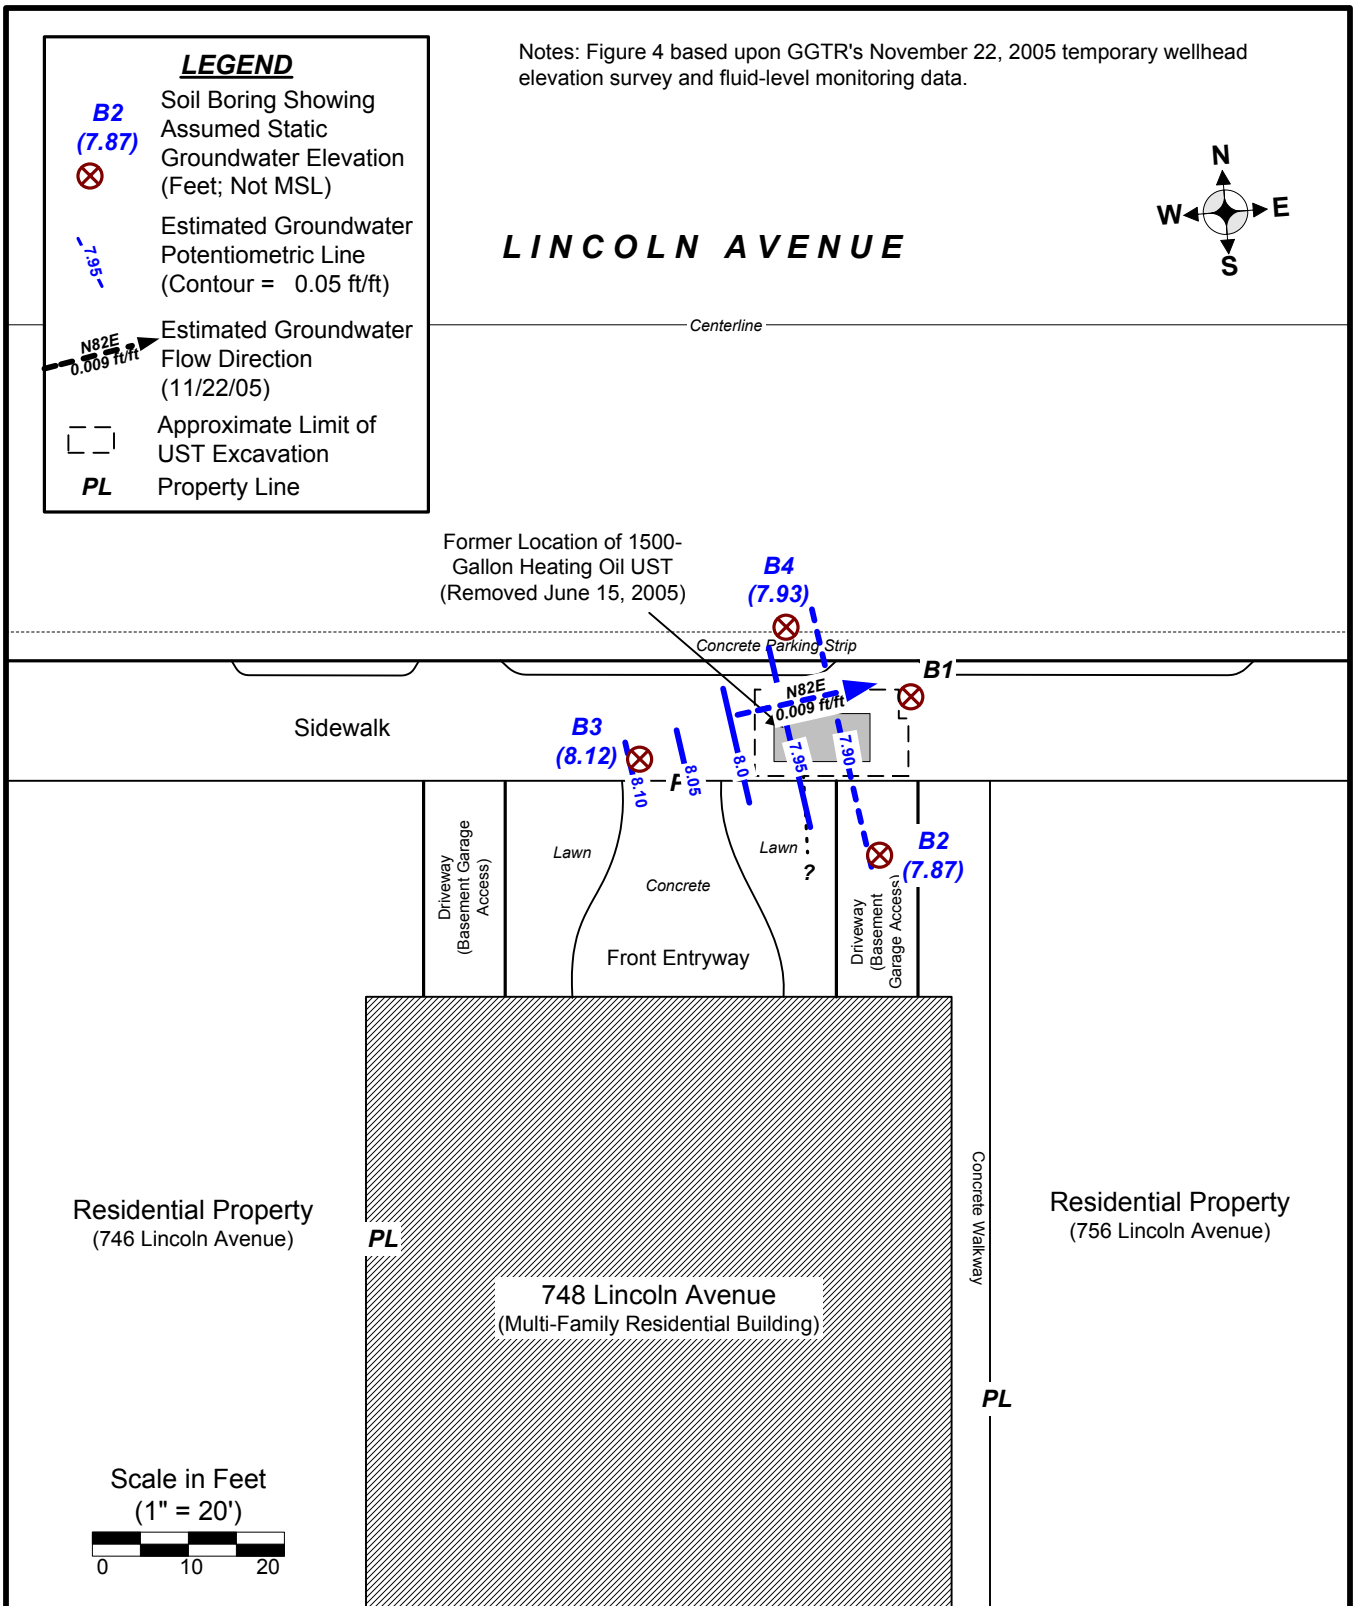 LEGEND
B2
(7.87)
Soil Boring Showing
Assumed Static
Groundwater Elevation
(Feet; Not MSL)
7.95
Estimated Groundwater
Potentiometric Line
(Contour = 0.05 ft/ft)
N82E
0.009 ft/ft
Estimated Groundwater
Flow Direction
(11/22/05)
Approximate Limit of
UST Excavation
PL
Property Line
Notes: Figure 4 based upon GGTR's November 22, 2005 temporary wellhead
elevation survey and fluid-level monitoring data.
N
W
E
S
LINCOLN AVENUE
Centerline
Former Location of 1500-
Gallon Heating Oil UST
(Removed June 15, 2005)
B4
(7.93)
Concrete Parking Strip
B1
N82E
0.009 ft/ft
Sidewalk
B3
(8.12)
8.10
8.05
8.0
7.95
7.90
B2
(7.87)
Lawn
Lawn
?
Concrete
Front Entryway
Driveway
(Basement Garage
Access)
Driveway
(Basement
Garage Access)
Concrete Walkway
Residential Property
(746 Lincoln Avenue)
PL
748 Lincoln Avenue
(Multi-Family Residential Building)
Residential Property
(756 Lincoln Avenue)
PL
Scale in Feet
(1" = 20')
0 10 20